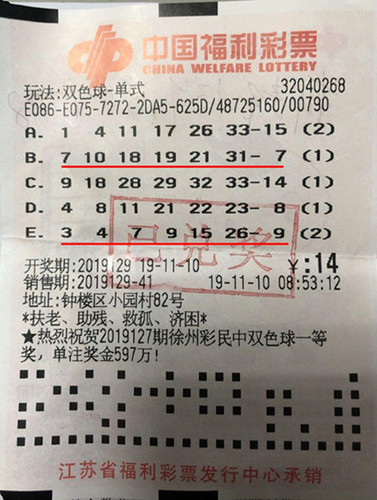 中国福利彩票
CHINA WELFARE LOTTERY
玩法:双色球-单式 32040268
E086-E075-7272-2DA5-625D/48725160/00790
A. 1 4 11 17 26 33-15 (2)
B. 7 10 18 19 21 31- 7 (1)
C. 9 18 28 29 32 33-14 (1)
D. 4 8 11 21 22 23- 8 (1)
E. 3 4 7 9 15 26- 9 (2)
已兑奖
开奖期:2019129 19-11-10 ¥:14
销售期:2019129-41 19-11-10 08:53:12
地址:钟楼区小园村82号
*扶老、助残、救孤、济困*
★热烈祝贺2019127期徐州彩民中双色球一等
奖，单注奖金597万!
江苏省福利彩票发行中心承销